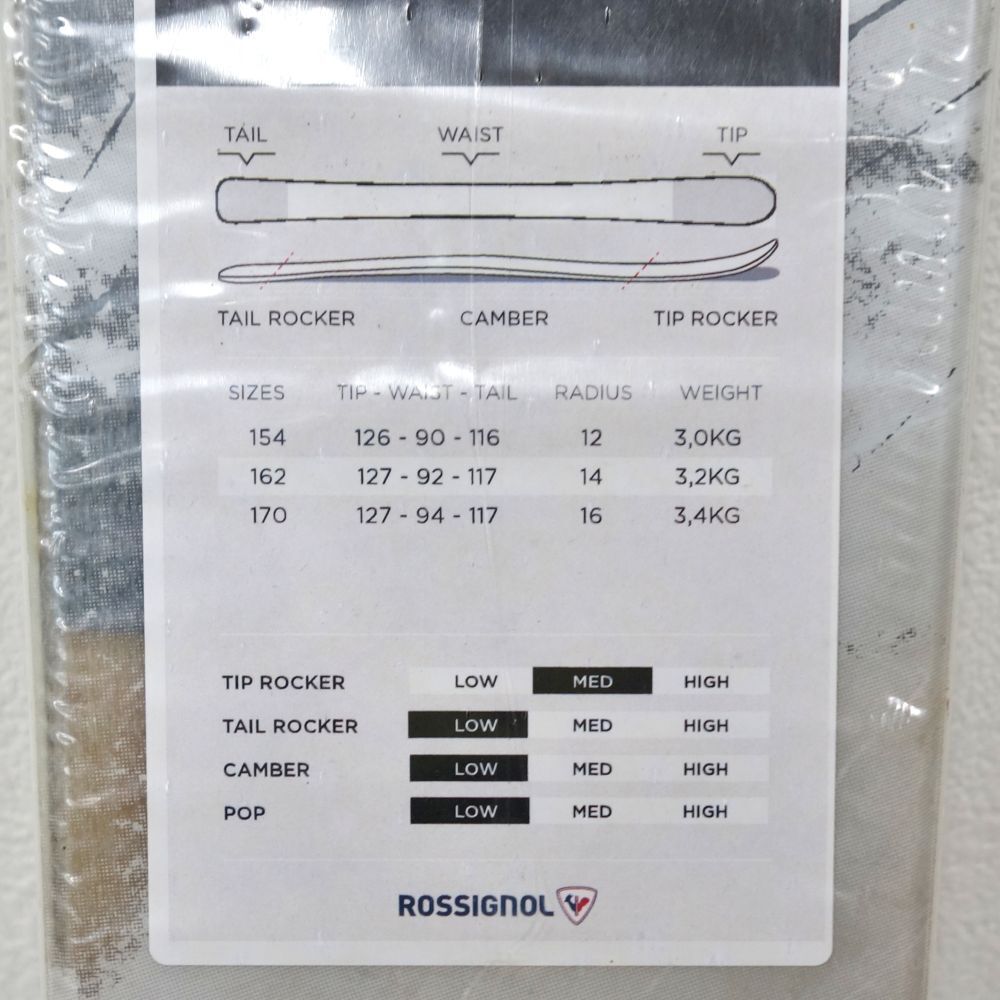 TAIL WAIST TIP
TAIL ROCKER CAMBER TIP ROCKER
SIZES TIP - WAIST - TAIL RADIUS WEIGHT
154 126 - 90 - 116 12 3,0KG
162 127 - 92 - 117 14 3,2KG
170 127 - 94 - 117 16 3,4KG
TIP ROCKER LOW MED HIGH
TAIL ROCKER LOW MED HIGH
CAMBER LOW MED HIGH
POP LOW MED HIGH
ROSSIGNOL